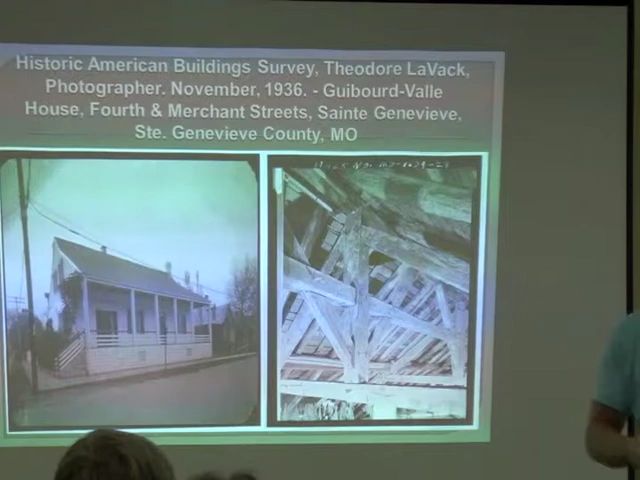 Historic American Buildings Survey, Theodore LaVack,
Photographer. November, 1936. - Guibourd-Valle
House, Fourth & Merchant Streets, Sainte Genevieve,
Ste. Genevieve County, MO